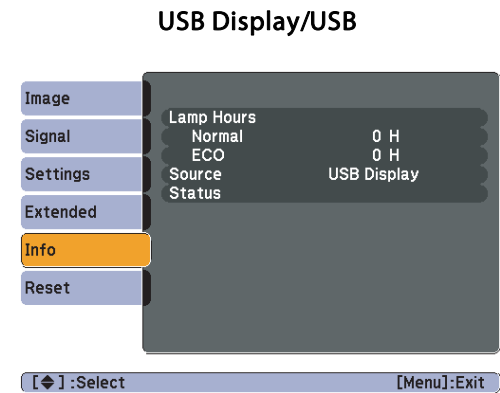 USB Display/USB
Image
Signal
Settings
Extended
Info
Reset
Lamp Hours
Normal 0 H
ECO 0 H
Source USB Display
Status
[◆] :Select [Menu]:Exit